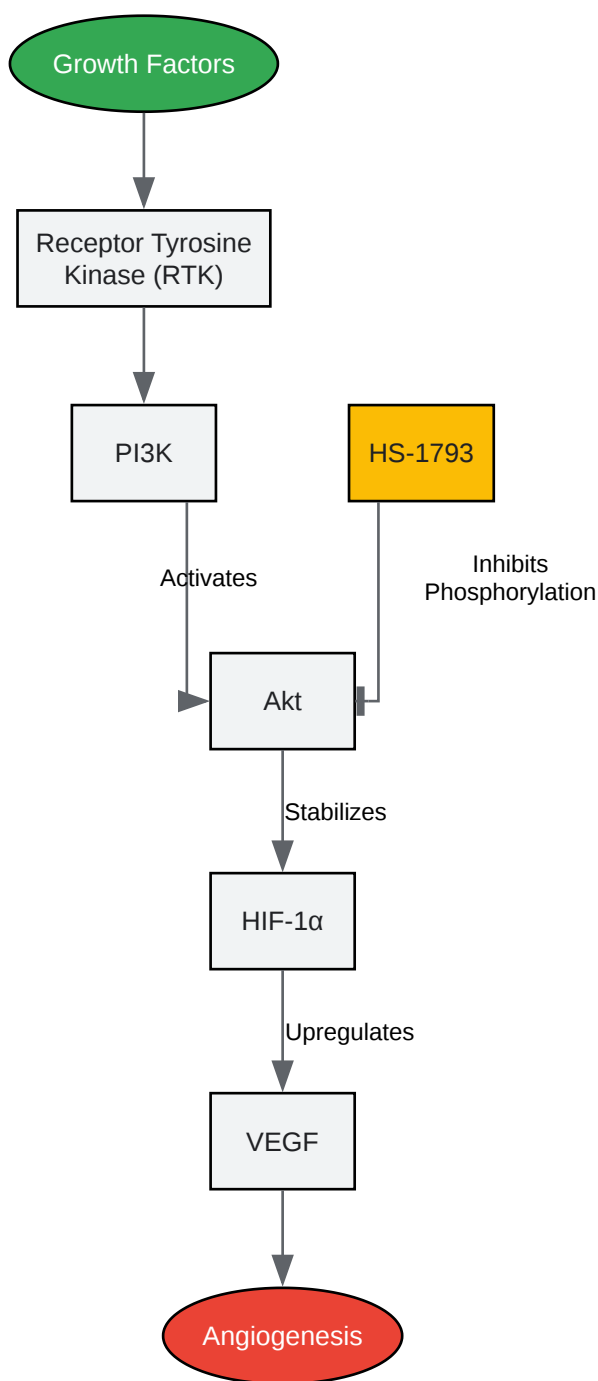 Growth Factors
Receptor Tyrosine
Kinase (RTK)
PI3K
HS-1793
Activates
Inhibits
Phosphorylation
Akt
Stabilizes
HIF-1α
Upregulates
VEGF
Angiogenesis